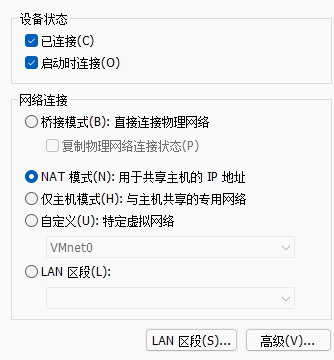 设备状态
已连接(C)
启动时连接(O)
网络连接
桥接模式(B): 直接连接物理网络
复制物理网络连接状态(P)
NAT 模式(N): 用于共享主机的 IP 地址
仅主机模式(H): 与主机共享的专用网络
自定义(U): 特定虚拟网络
VMnet0
LAN 区段(L):
LAN 区段(S)... 高级(V)...